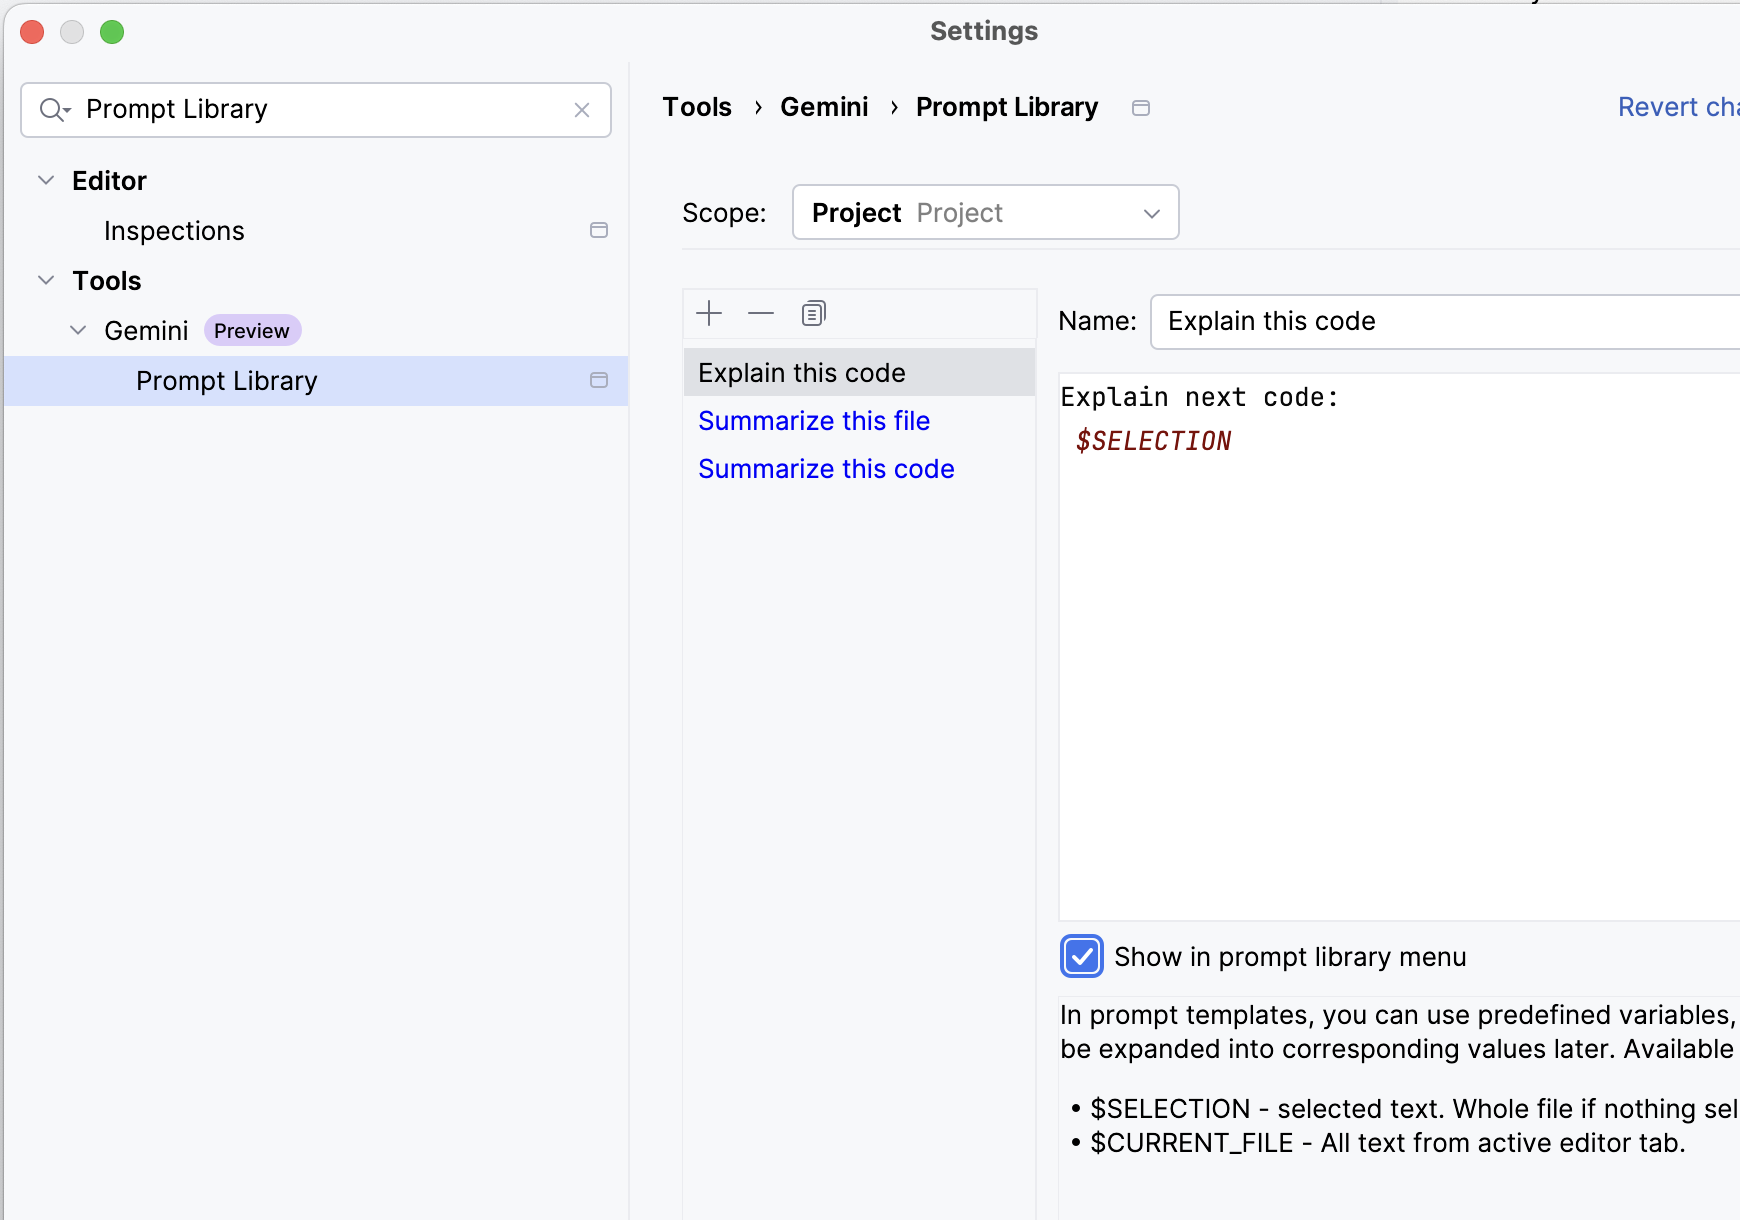 Settings
Prompt Library
Editor
Inspections
Tools
Gemini Preview
Prompt Library
Tools › Gemini › Prompt Library
Revert cha
Scope: Project Project
Explain this code
Summarize this file
Summarize this code
Name: Explain this code
Explain next code:
$SELECTION
Show in prompt library menu
In prompt templates, you can use predefined variables,
be expanded into corresponding values later. Available
• $SELECTION - selected text. Whole file if nothing sel
• $CURRENT_FILE - All text from active editor tab.